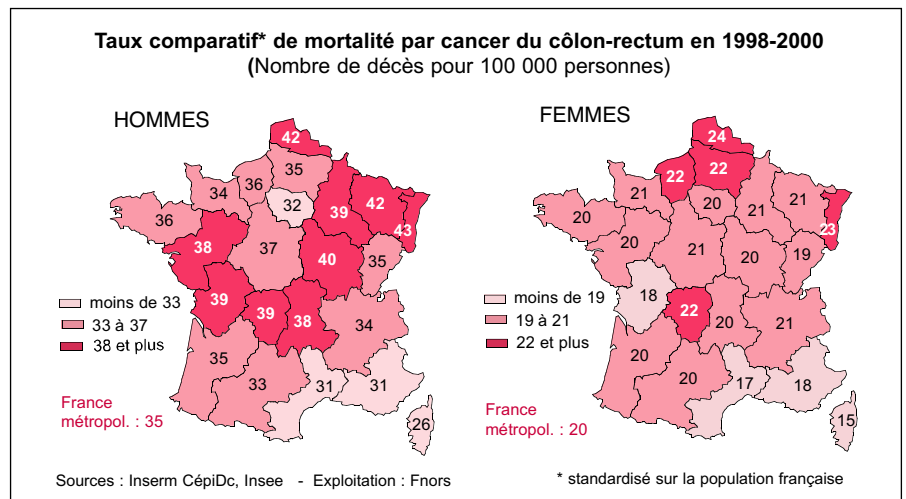 Taux comparatif* de mortalité par cancer du côlon-rectum en 1998-2000
(Nombre de décès pour 100 000 personnes)
HOMMES
42
35
36
34
32
36
39
42
43
38
37
40
35
39
39
38
34
35
33
31
31
26
moins de 33
33 à 37
38 et plus
France
métropol. : 35
FEMMES
24
22
22
21
20
20
21
21
23
20
21
20
19
18
22
20
21
20
20
17
18
15
moins de 19
19 à 21
22 et plus
France
métropol. : 20
Sources : Inserm CépiDc, Insee - Exploitation : Fnors
* standardisé sur la population française